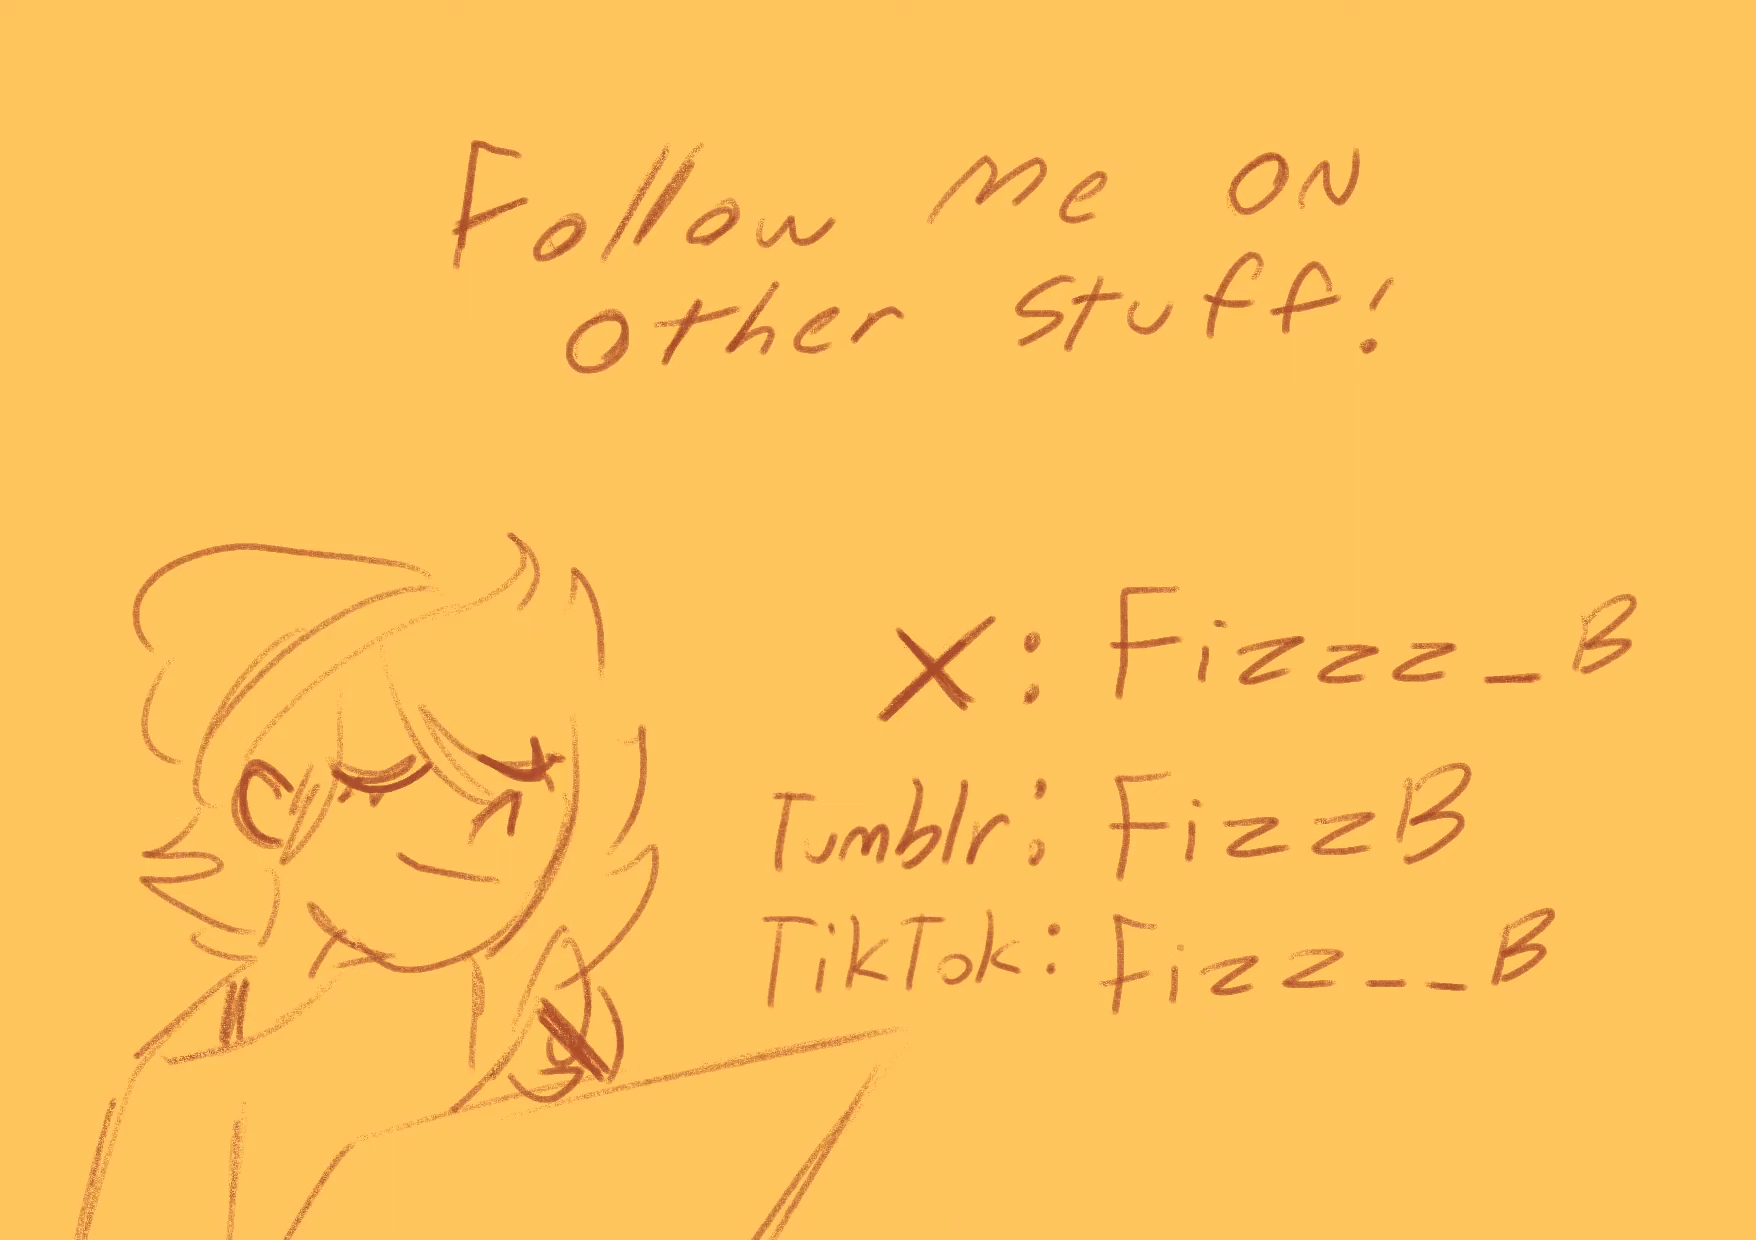 Follow me ON
other stuff!
X: Fizzz_B
Tumblr: FizzB
TikTok: Fizz__B